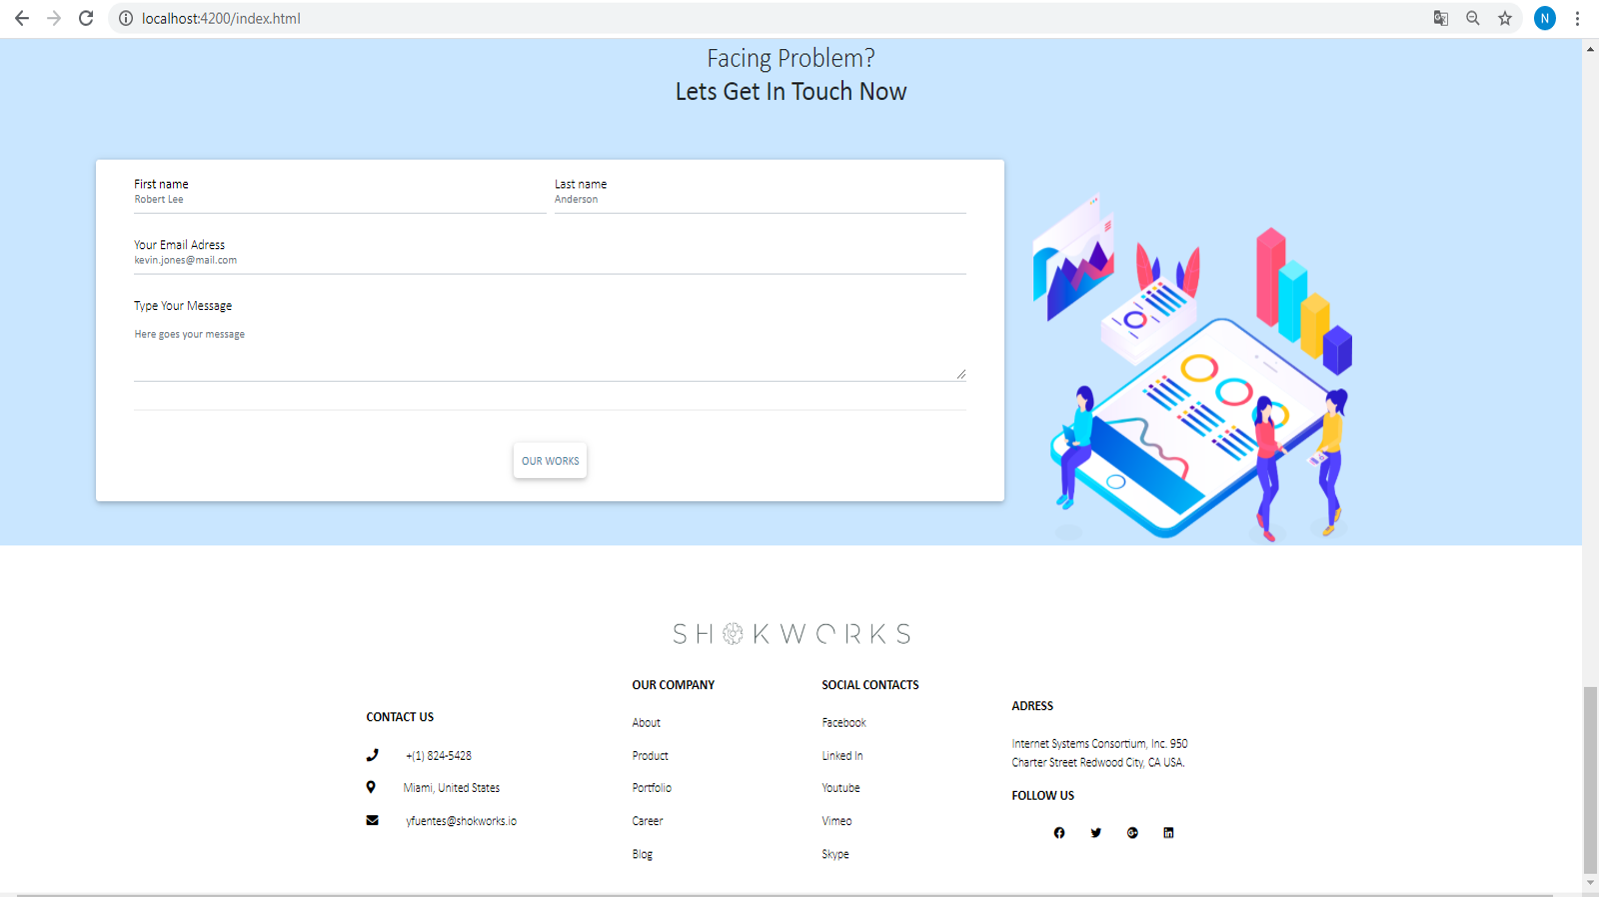 localhost:4200/index.html
N
Facing Problem?
Lets Get In Touch Now
First name
Robert Lee
Last name
Anderson
Your Email Adress
kevin.jones@mail.com
Type Your Message
Here goes your message
OUR WORKS
SHOKWORKS
CONTACT US
+(1) 824-5428
Miami, United States
yfuentes@shokworks.io
OUR COMPANY
About
Product
Portfolio
Career
Blog
SOCIAL CONTACTS
Facebook
Linked In
Youtube
Vimeo
Skype
ADRESS
Internet Systems Consortium, Inc. 950
Charter Street Redwood City, CA USA.
FOLLOW US